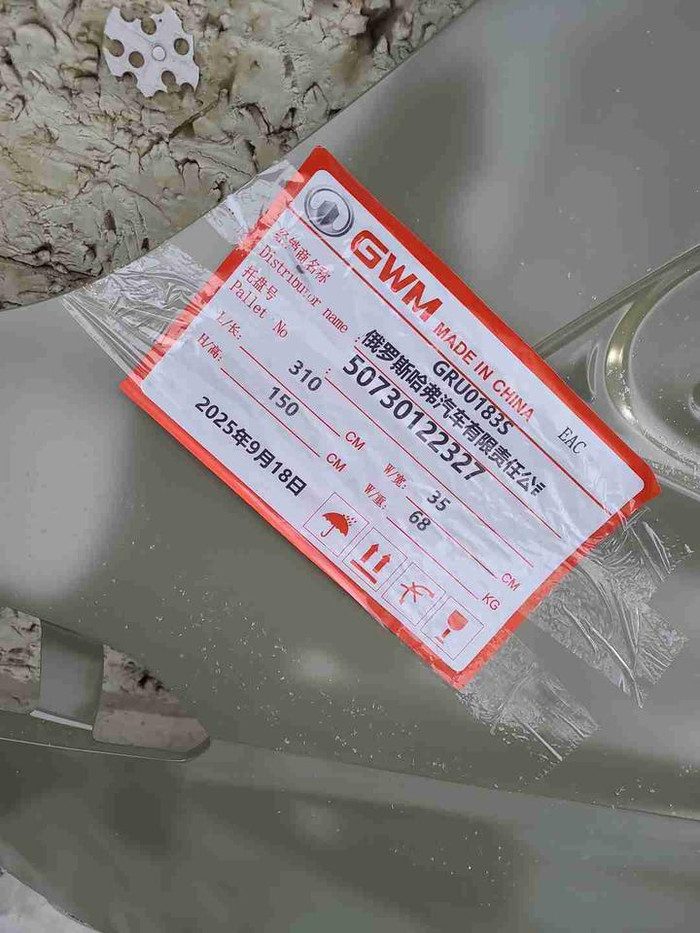 GWM MADE IN CHINA
GRU0183S
EAC
经销商名称
Distributor name : 俄罗斯哈弗汽车有限责任公司
托盘号
Pallet No : 50730122327
L/长: 310 CM W/宽: 35 CM
H/高: 150 CM W/重: 68 KG
2025年9月18日